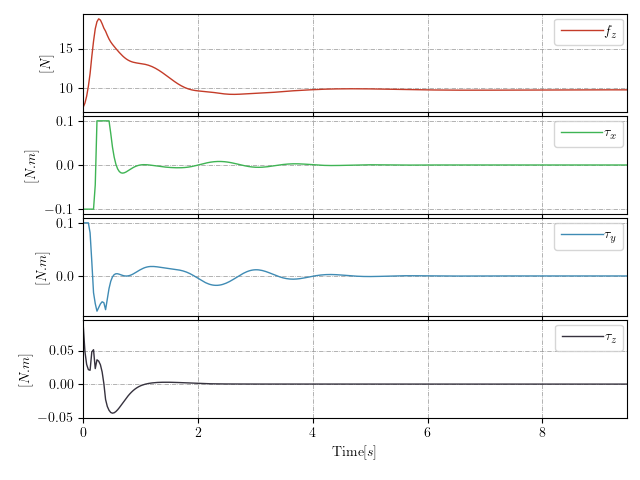 f_z
15
10
[N]
τ_x
0.1
0.0
−0.1
[N.m]
τ_y
0.1
0.0
[N.m]
τ_z
0.05
0.00
−0.05
[N.m]
0 2 4 6 8
Time[s]